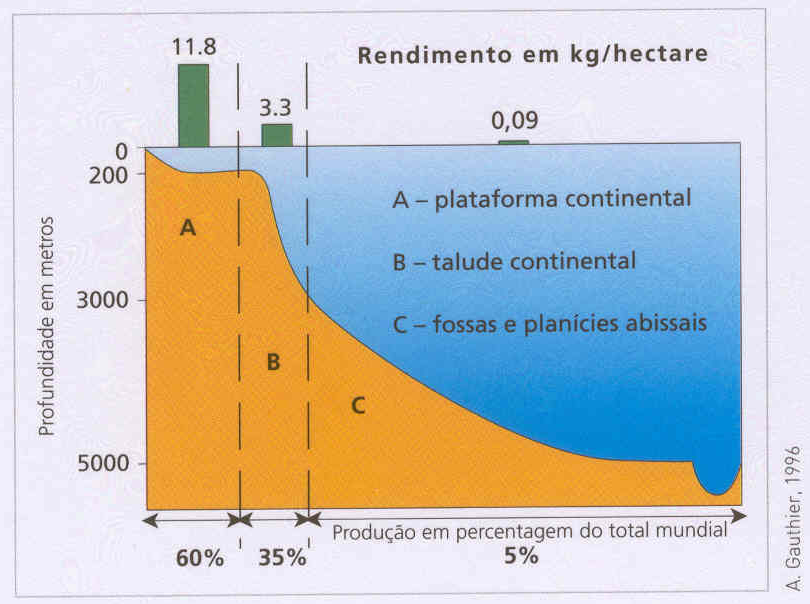 11.8
Rendimento em kg/hectare
3.3
0,09
0
200
A – plataforma continental
A
B – talude continental
3000
C – fossas e planícies abissais
B
C
5000
Profundidade em metros
Produção em percentagem do total mundial
60%
35%
5%
A. Gauthier, 1996